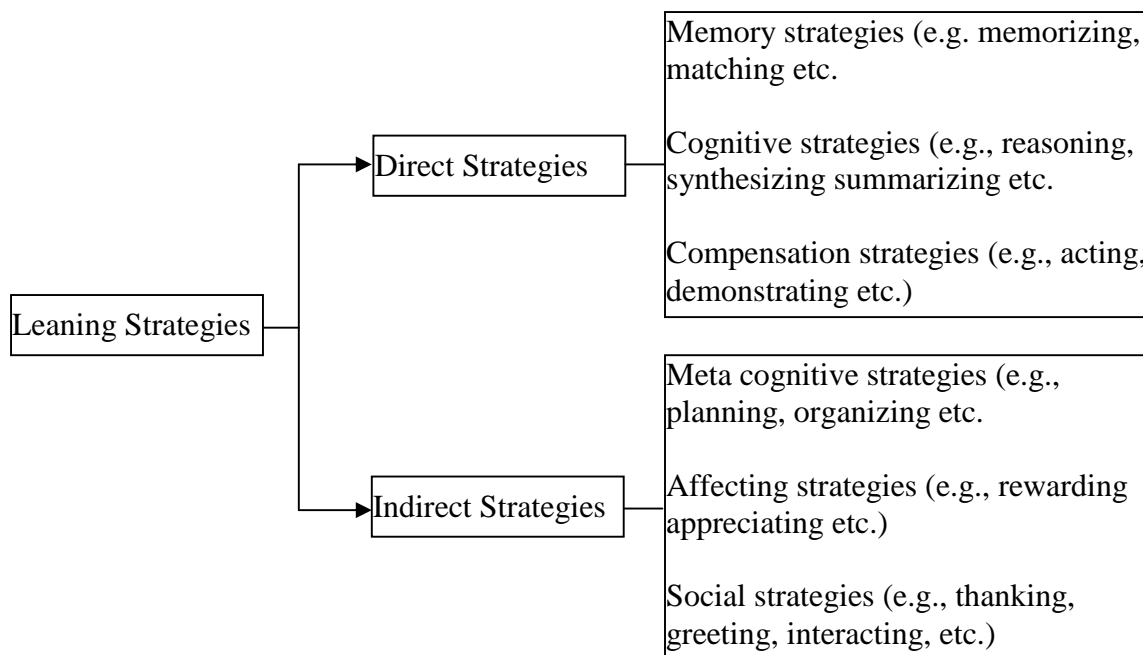 Memory strategies (e.g. memorizing,
matching etc.
Cognitive strategies (e.g., reasoning,
synthesizing summarizing etc.
Compensation strategies (e.g., acting,
demonstrating etc.)
Direct Strategies
Leaning Strategies
Meta cognitive strategies (e.g.,
planning, organizing etc.
Affecting strategies (e.g., rewarding
appreciating etc.)
Indirect Strategies
Social strategies (e.g., thanking,
greeting, interacting, etc.)